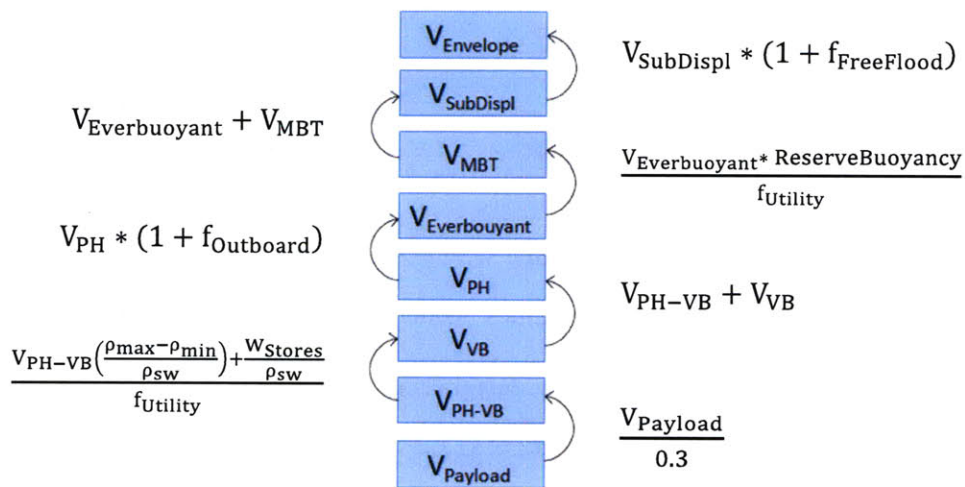 V_Envelope
V_SubDispl * (1 + f_FreeFlood)
V_SubDispl
V_Everbuoyant + V_MBT
V_MBT
V_Everbuoyant* ReserveBuoyancy
f_Utility
V_Everbouyant
V_PH * (1 + f_Outboard)
V_PH
V_PH−VB + V_VB
V_VB
V_PH−VB(ρmax−ρmin/ρsw)+W_Stores/ρsw
f_Utility
V_PH-VB
V_Payload
0.3
V_Payload